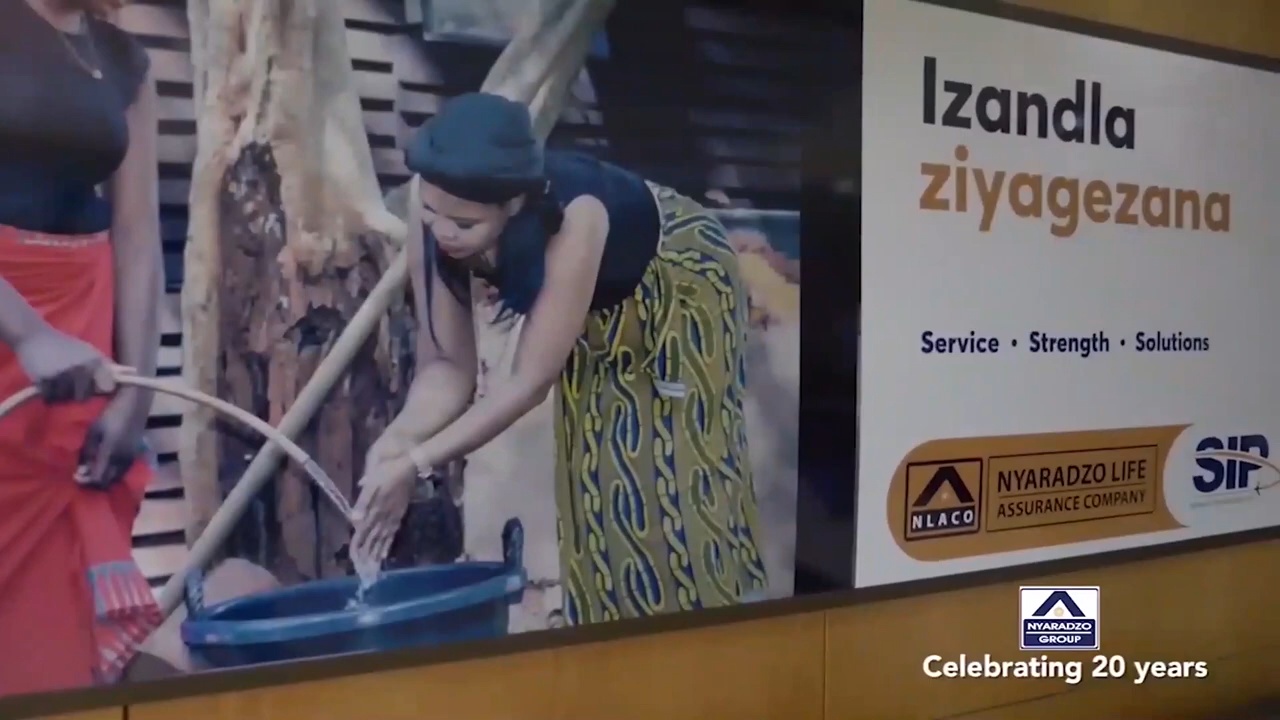 Izandla
ziyagezana
Service • Strength • Solutions
NLACO
NYARADZO LIFE
ASSURANCE COMPANY
SIP
NYARADZO
GROUP
Celebrating 20 years